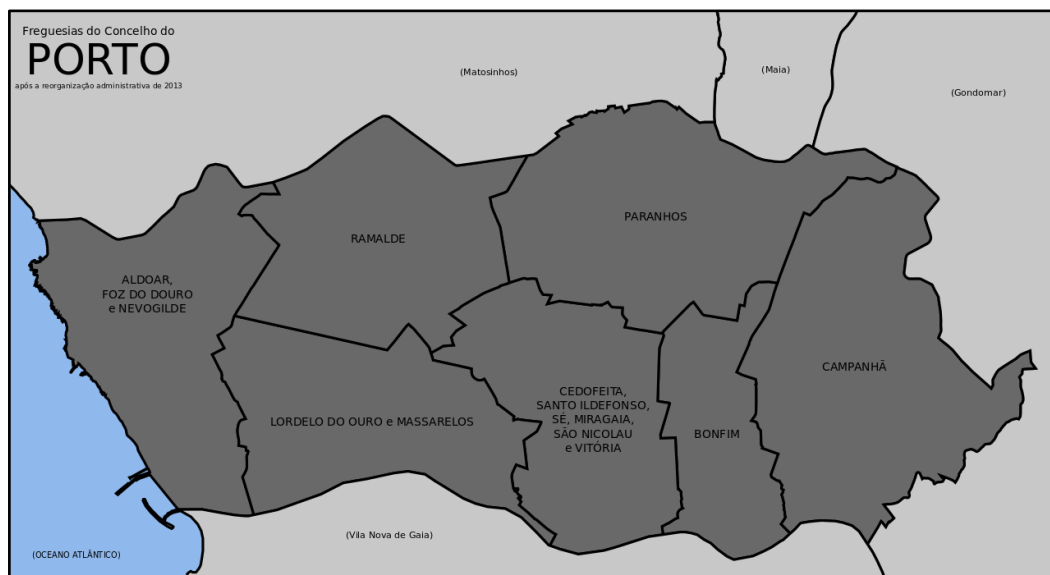 Freguesias do Concelho do
PORTO
após a reorganização administrativa de 2013
(Matosinhos)
(Maia)
(Gondomar)
PARANHOS
RAMALDE
ALDOAR,
FOZ DO DOURO
e NEVOGILDE
CAMPANHÃ
CEDOFEITA,
SANTO ILDEFONSO,
SÉ, MIRAGAIA,
SÃO NICOLAU
e VITÓRIA
LORDELO DO OURO e MASSARELOS
BONFIM
(Vila Nova de Gaia)
(OCEANO ATLÂNTICO)